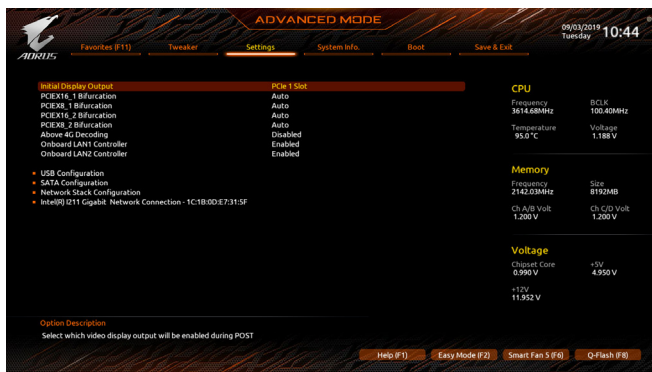 ADVANCED MODE
09/03/2019 Tuesday 10:44
AORUS
Favorites (F11) Tweaker Settings System Info. Boot Save & Exit
Initial Display Output PCIe 1 Slot
PCIEX16_1 Bifurcation Auto
PCIEX8_1 Bifurcation Auto
PCIEX16_2 Bifurcation Auto
PCIEX8_2 Bifurcation Auto
Above 4G Decoding Disabled
Onboard LAN1 Controller Enabled
Onboard LAN2 Controller Enabled
USB Configuration
SATA Configuration
Network Stack Configuration
Intel(R) I211 Gigabit Network Connection - 1C:1B:0D:E7:31:5F
CPU
Frequency BCLK
3614.68MHz 100.40MHz
Temperature Voltage
95.0 °C 1.188 V
Memory
Frequency Size
2142.03MHz 8192MB
Ch A/B Volt Ch C/D Volt
1.200 V 1.200 V
Voltage
Chipset Core +5V
0.990 V 4.950 V
+12V
11.952 V
Option Description
Select which video display output will be enabled during POST
Help (F1) Easy Mode (F2) Smart Fan 5 (F6) Q-Flash (F8)